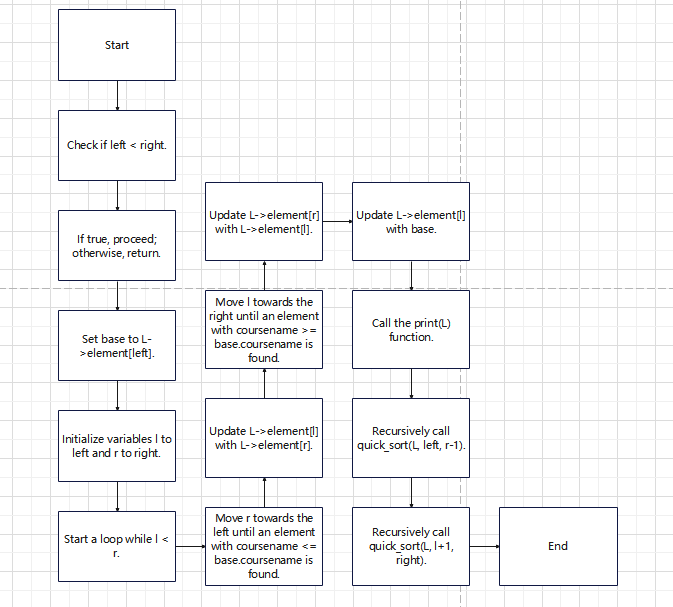 Start
Check if left < right.
If true, proceed;
otherwise, return.
Set base to L-
>element[left].
Initialize variables l to
left and r to right.
Start a loop while l <
r.
Move r towards the
left until an element
with coursename <=
base.coursename is
found.
Update L->element[l]
with L->element[r].
Move l towards the
right until an element
with coursename >=
base.coursename is
found.
Update L->element[r]
with L->element[l].
Update L->element[l]
with base.
Call the print(L)
function.
Recursively call
quick_sort(L, left, r-1).
Recursively call
quick_sort(L, l+1,
right).
End